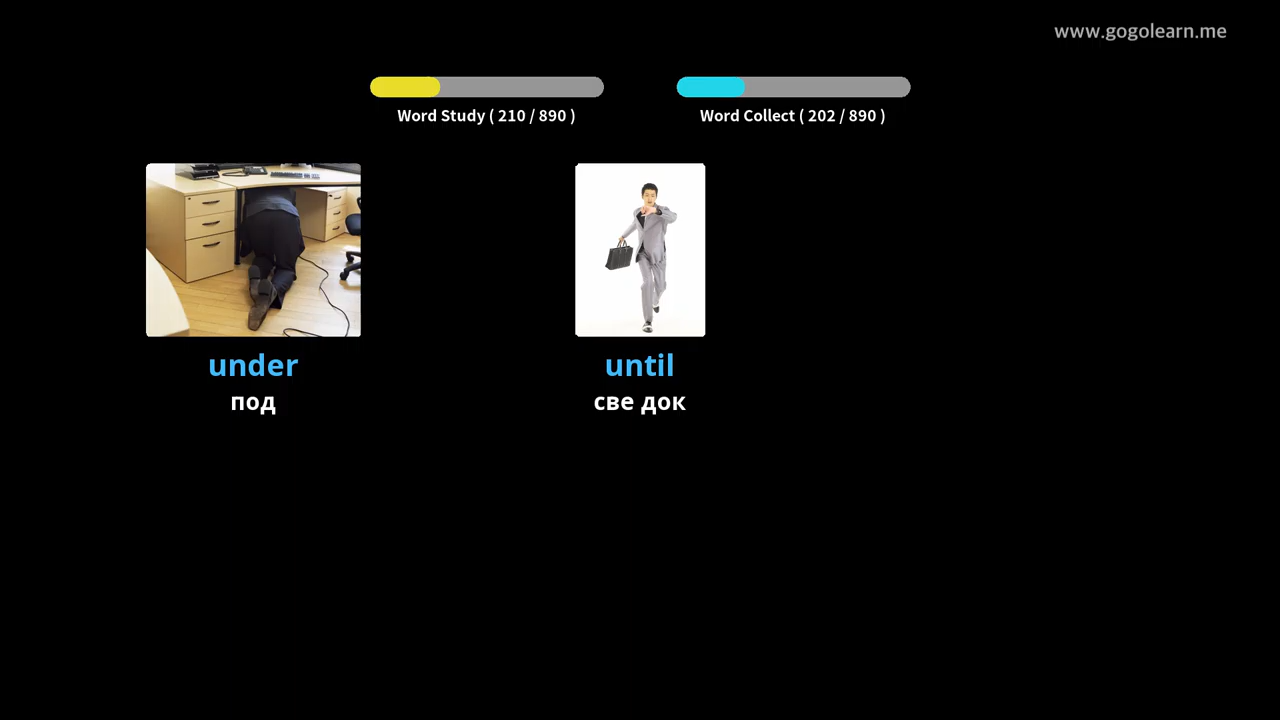 www.gogolearn.me
Word Study ( 210 / 890 )
Word Collect ( 202 / 890 )
under
под
until
све док